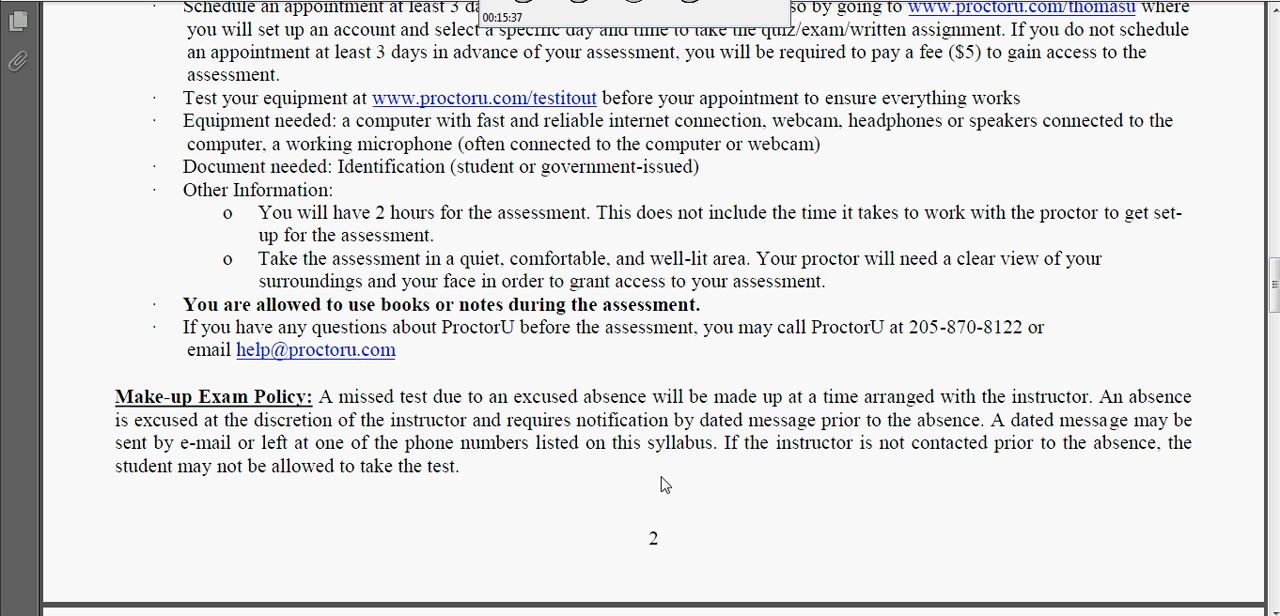 Schedule an appointment at least 3 da so by going to www.proctoru.com/thomasu where
00:15:37
you will set up an account and select a specific day and time to take the quiz/exam/written assignment. If you do not schedule
an appointment at least 3 days in advance of your assessment, you will be required to pay a fee ($5) to gain access to the
assessment.
· Test your equipment at www.proctoru.com/testitout before your appointment to ensure everything works
· Equipment needed: a computer with fast and reliable internet connection, webcam, headphones or speakers connected to the
computer, a working microphone (often connected to the computer or webcam)
· Document needed: Identification (student or government-issued)
· Other Information:
o You will have 2 hours for the assessment. This does not include the time it takes to work with the proctor to get set-
up for the assessment.
o Take the assessment in a quiet, comfortable, and well-lit area. Your proctor will need a clear view of your
surroundings and your face in order to grant access to your assessment.
· You are allowed to use books or notes during the assessment.
· If you have any questions about ProctorU before the assessment, you may call ProctorU at 205-870-8122 or
email help@proctoru.com
Make-up Exam Policy: A missed test due to an excused absence will be made up at a time arranged with the instructor. An absence
is excused at the discretion of the instructor and requires notification by dated message prior to the absence. A dated message may be
sent by e-mail or left at one of the phone numbers listed on this syllabus. If the instructor is not contacted prior to the absence, the
student may not be allowed to take the test.
2